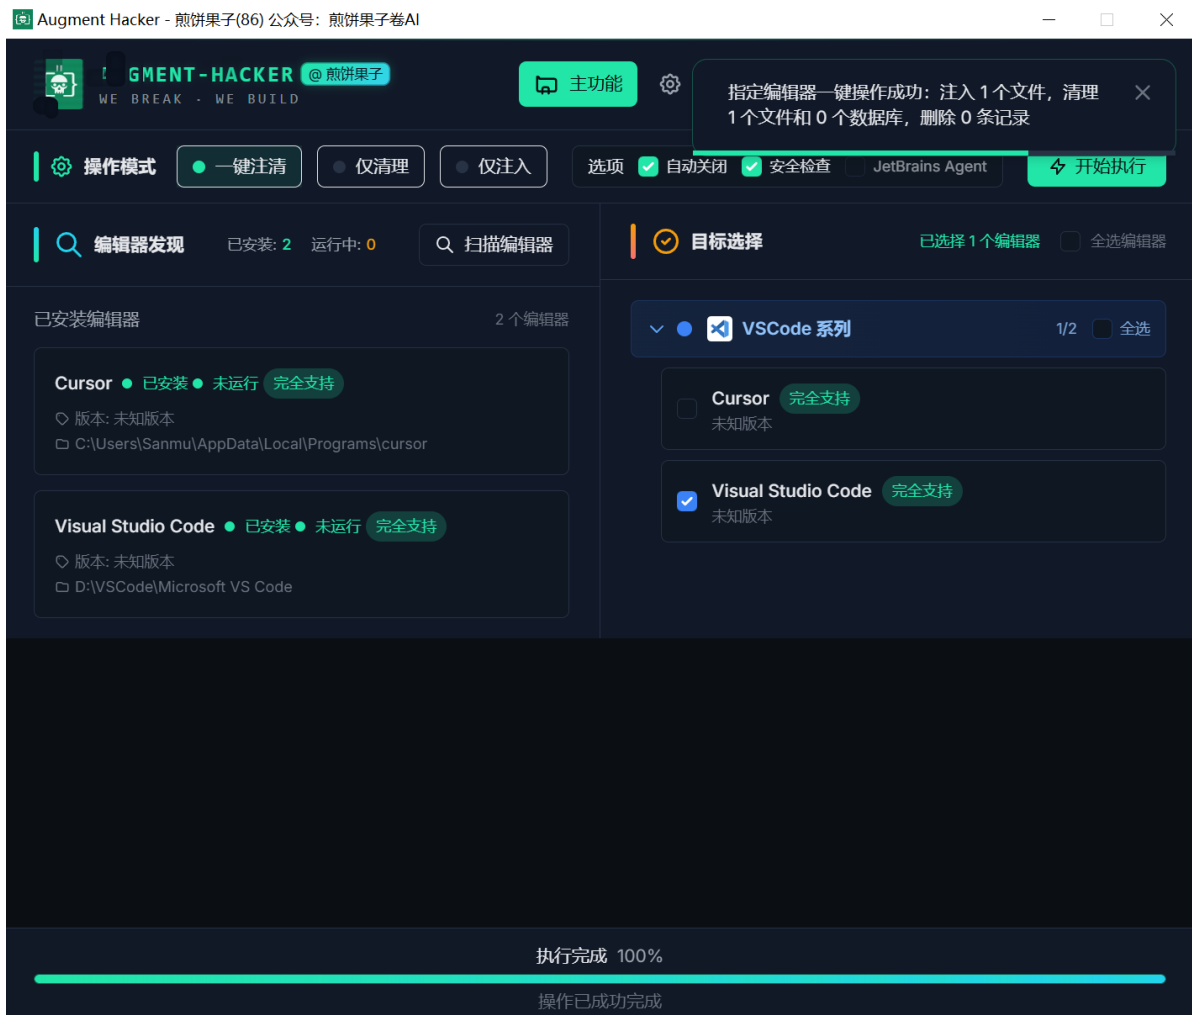 Augment Hacker - 煎饼果子(86) 公众号：煎饼果子卷AI
GMENT-HACKER @ 煎饼果子
WE BREAK · WE BUILD
主功能
指定编辑器一键操作成功：注入 1 个文件，清理
1 个文件和 0 个数据库，删除 0 条记录
操作模式 一键注清 仅清理 仅注入 选项 自动关闭 安全检查 JetBrains Agent 开始执行
编辑器发现 已安装: 2 运行中: 0 扫描编辑器
已安装编辑器 2 个编辑器
Cursor 已安装 未运行 完全支持
版本: 未知版本
C:\Users\Sanmu\AppData\Local\Programs\cursor
Visual Studio Code 已安装 未运行 完全支持
版本: 未知版本
D:\VSCode\Microsoft VS Code
目标选择 已选择 1 个编辑器 全选编辑器
VSCode 系列 1/2 全选
Cursor 完全支持
未知版本
Visual Studio Code 完全支持
未知版本
执行完成 100%
操作已成功完成